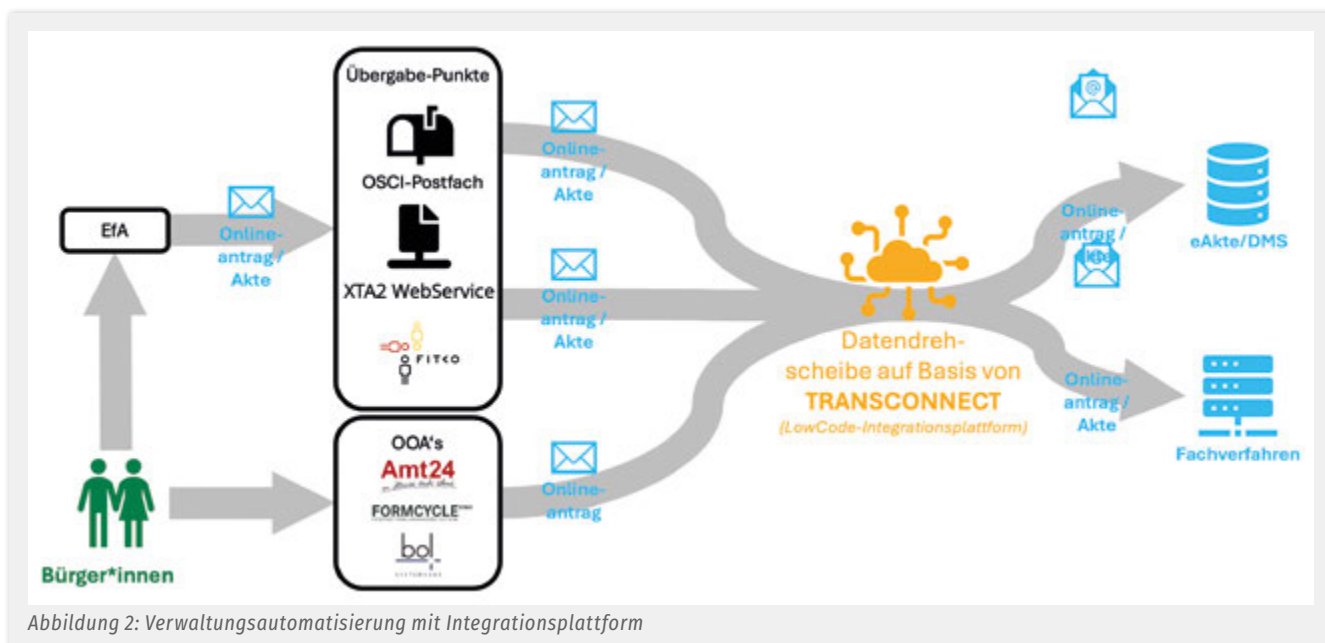 Übergabe-Punkte
OSCI-Postfach
XTA2 WebService
FITKO
EfA
Online-
antrag /
Akte
Online-
antrag /
Akte
Online-
antrag /
Akte
OOA's
Amt24
FORMCYCLE
bol
Online-
antrag
Bürger*innen
Datendreh-
scheibe auf Basis von
TRANSCONNECT
(LowCode-Integrationsplattform)
Online-
antrag /
Akte
eAkte/DMS
Online-
antrag /
Akte
Fachverfahren
Abbildung 2: Verwaltungsautomatisierung mit Integrationsplattform